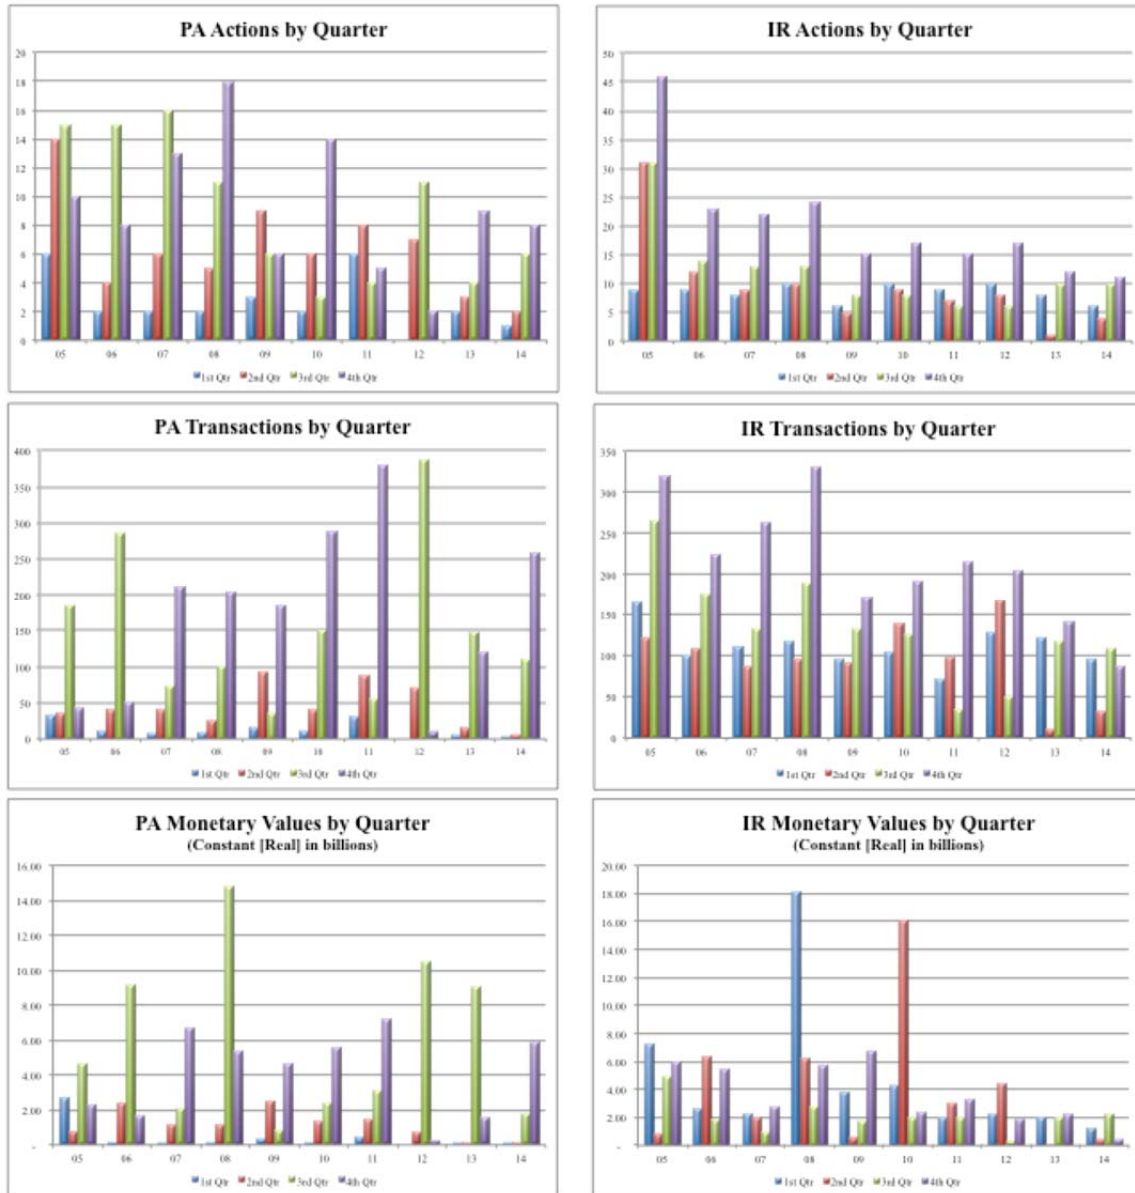 PA Actions by Quarter
20
18
16
14
12
10
8
6
4
2
0
05 06 07 08 09 10 11 12 13 14
1st Qtr 2nd Qtr 3rd Qtr 4th Qtr
IR Actions by Quarter
50
45
40
35
30
25
20
15
10
5
0
05 06 07 08 09 10 11 12 13 14
1st Qtr 2nd Qtr 3rd Qtr 4th Qtr
PA Transactions by Quarter
400
350
300
250
200
150
100
50
0
05 06 07 08 09 10 11 12 13 14
1st Qtr 2nd Qtr 3rd Qtr 4th Qtr
IR Transactions by Quarter
350
300
250
200
150
100
50
0
05 06 07 08 09 10 11 12 13 14
1st Qtr 2nd Qtr 3rd Qtr 4th Qtr
PA Monetary Values by Quarter
(Constant [Real] in billions)
16.00
14.00
12.00
10.00
8.00
6.00
4.00
2.00
-
05 06 07 08 09 10 11 12 13 14
1st Qtr 2nd Qtr 3rd Qtr 4th Qtr
IR Monetary Values by Quarter
(Constant [Real] in billions)
20.00
18.00
16.00
14.00
12.00
10.00
8.00
6.00
4.00
2.00
-
05 06 07 08 09 10 11 12 13 14
1st Qtr 2nd Qtr 3rd Qtr 4th Qtr